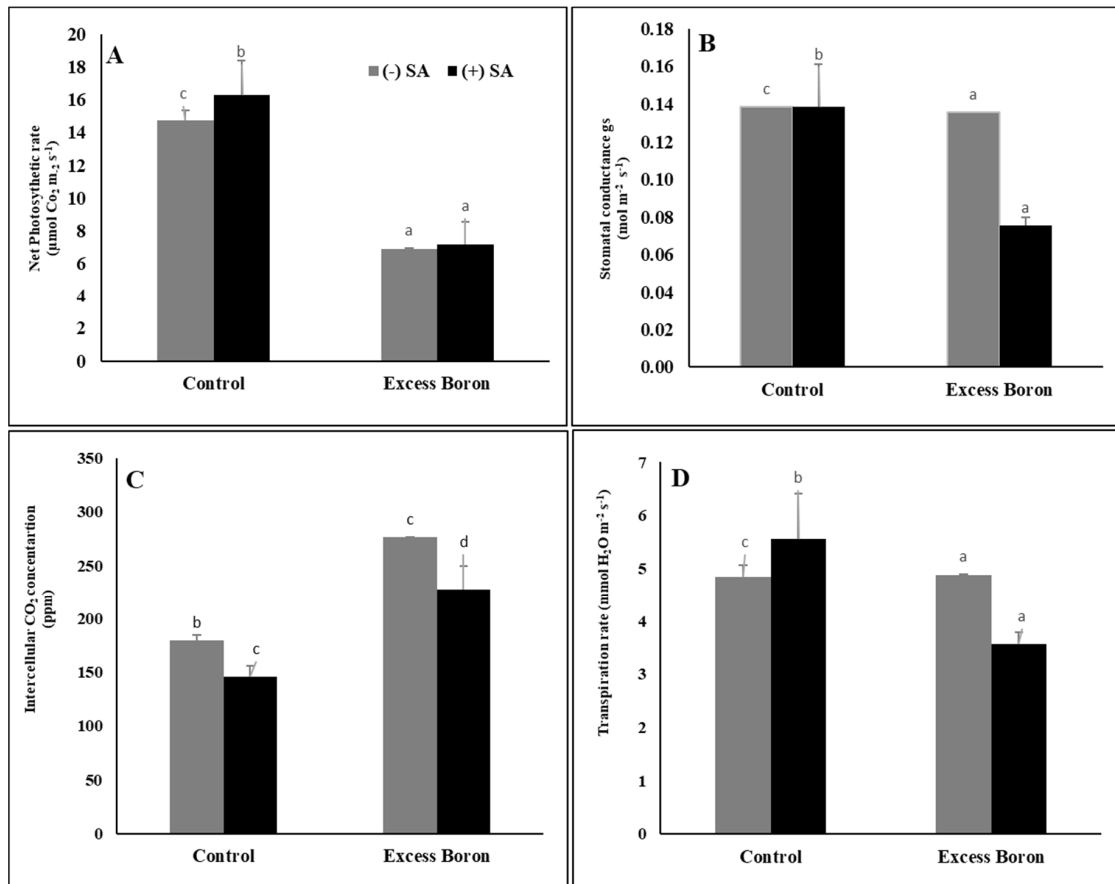 A
(-) SA (+) SA
Net Photosythetic rate
(µmol Co₂ m-₂ s⁻¹)
20
18
16
14
12
10
8
6
4
2
0
c
b
a
a
Control Excess Boron
B
Stomatal conductance gs
(mol m⁻² s⁻¹)
0.18
0.16
0.14
0.12
0.10
0.08
0.06
0.04
0.02
0.00
c
b
a
a
Control Excess Boron
C
Intercellular CO₂ concentartion
(ppm)
350
300
250
200
150
100
50
0
b
c
c
d
Control Excess Boron
D
Transpiration rate (mmol H₂O m⁻² s⁻¹)
7
6
5
4
3
2
1
0
c
b
a
a
Control Excess Boron